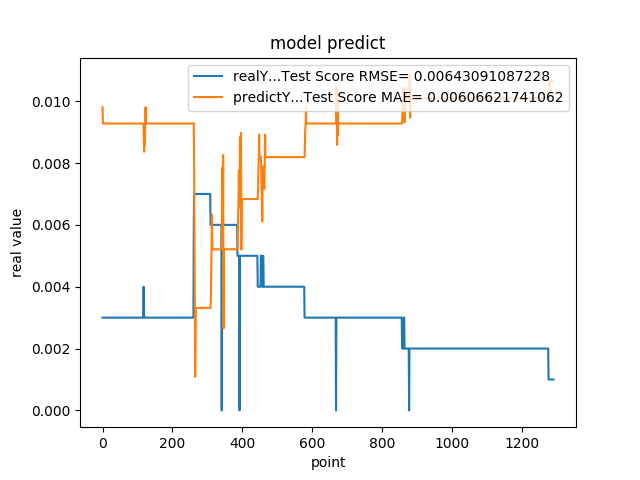 model predict
realY...Test Score RMSE= 0.00643091087228
predictY...Test Score MAE= 0.00606621741062
0.010
0.008
0.006
0.004
0.002
0.000
real value
0 200 400 600 800 1000 1200
point